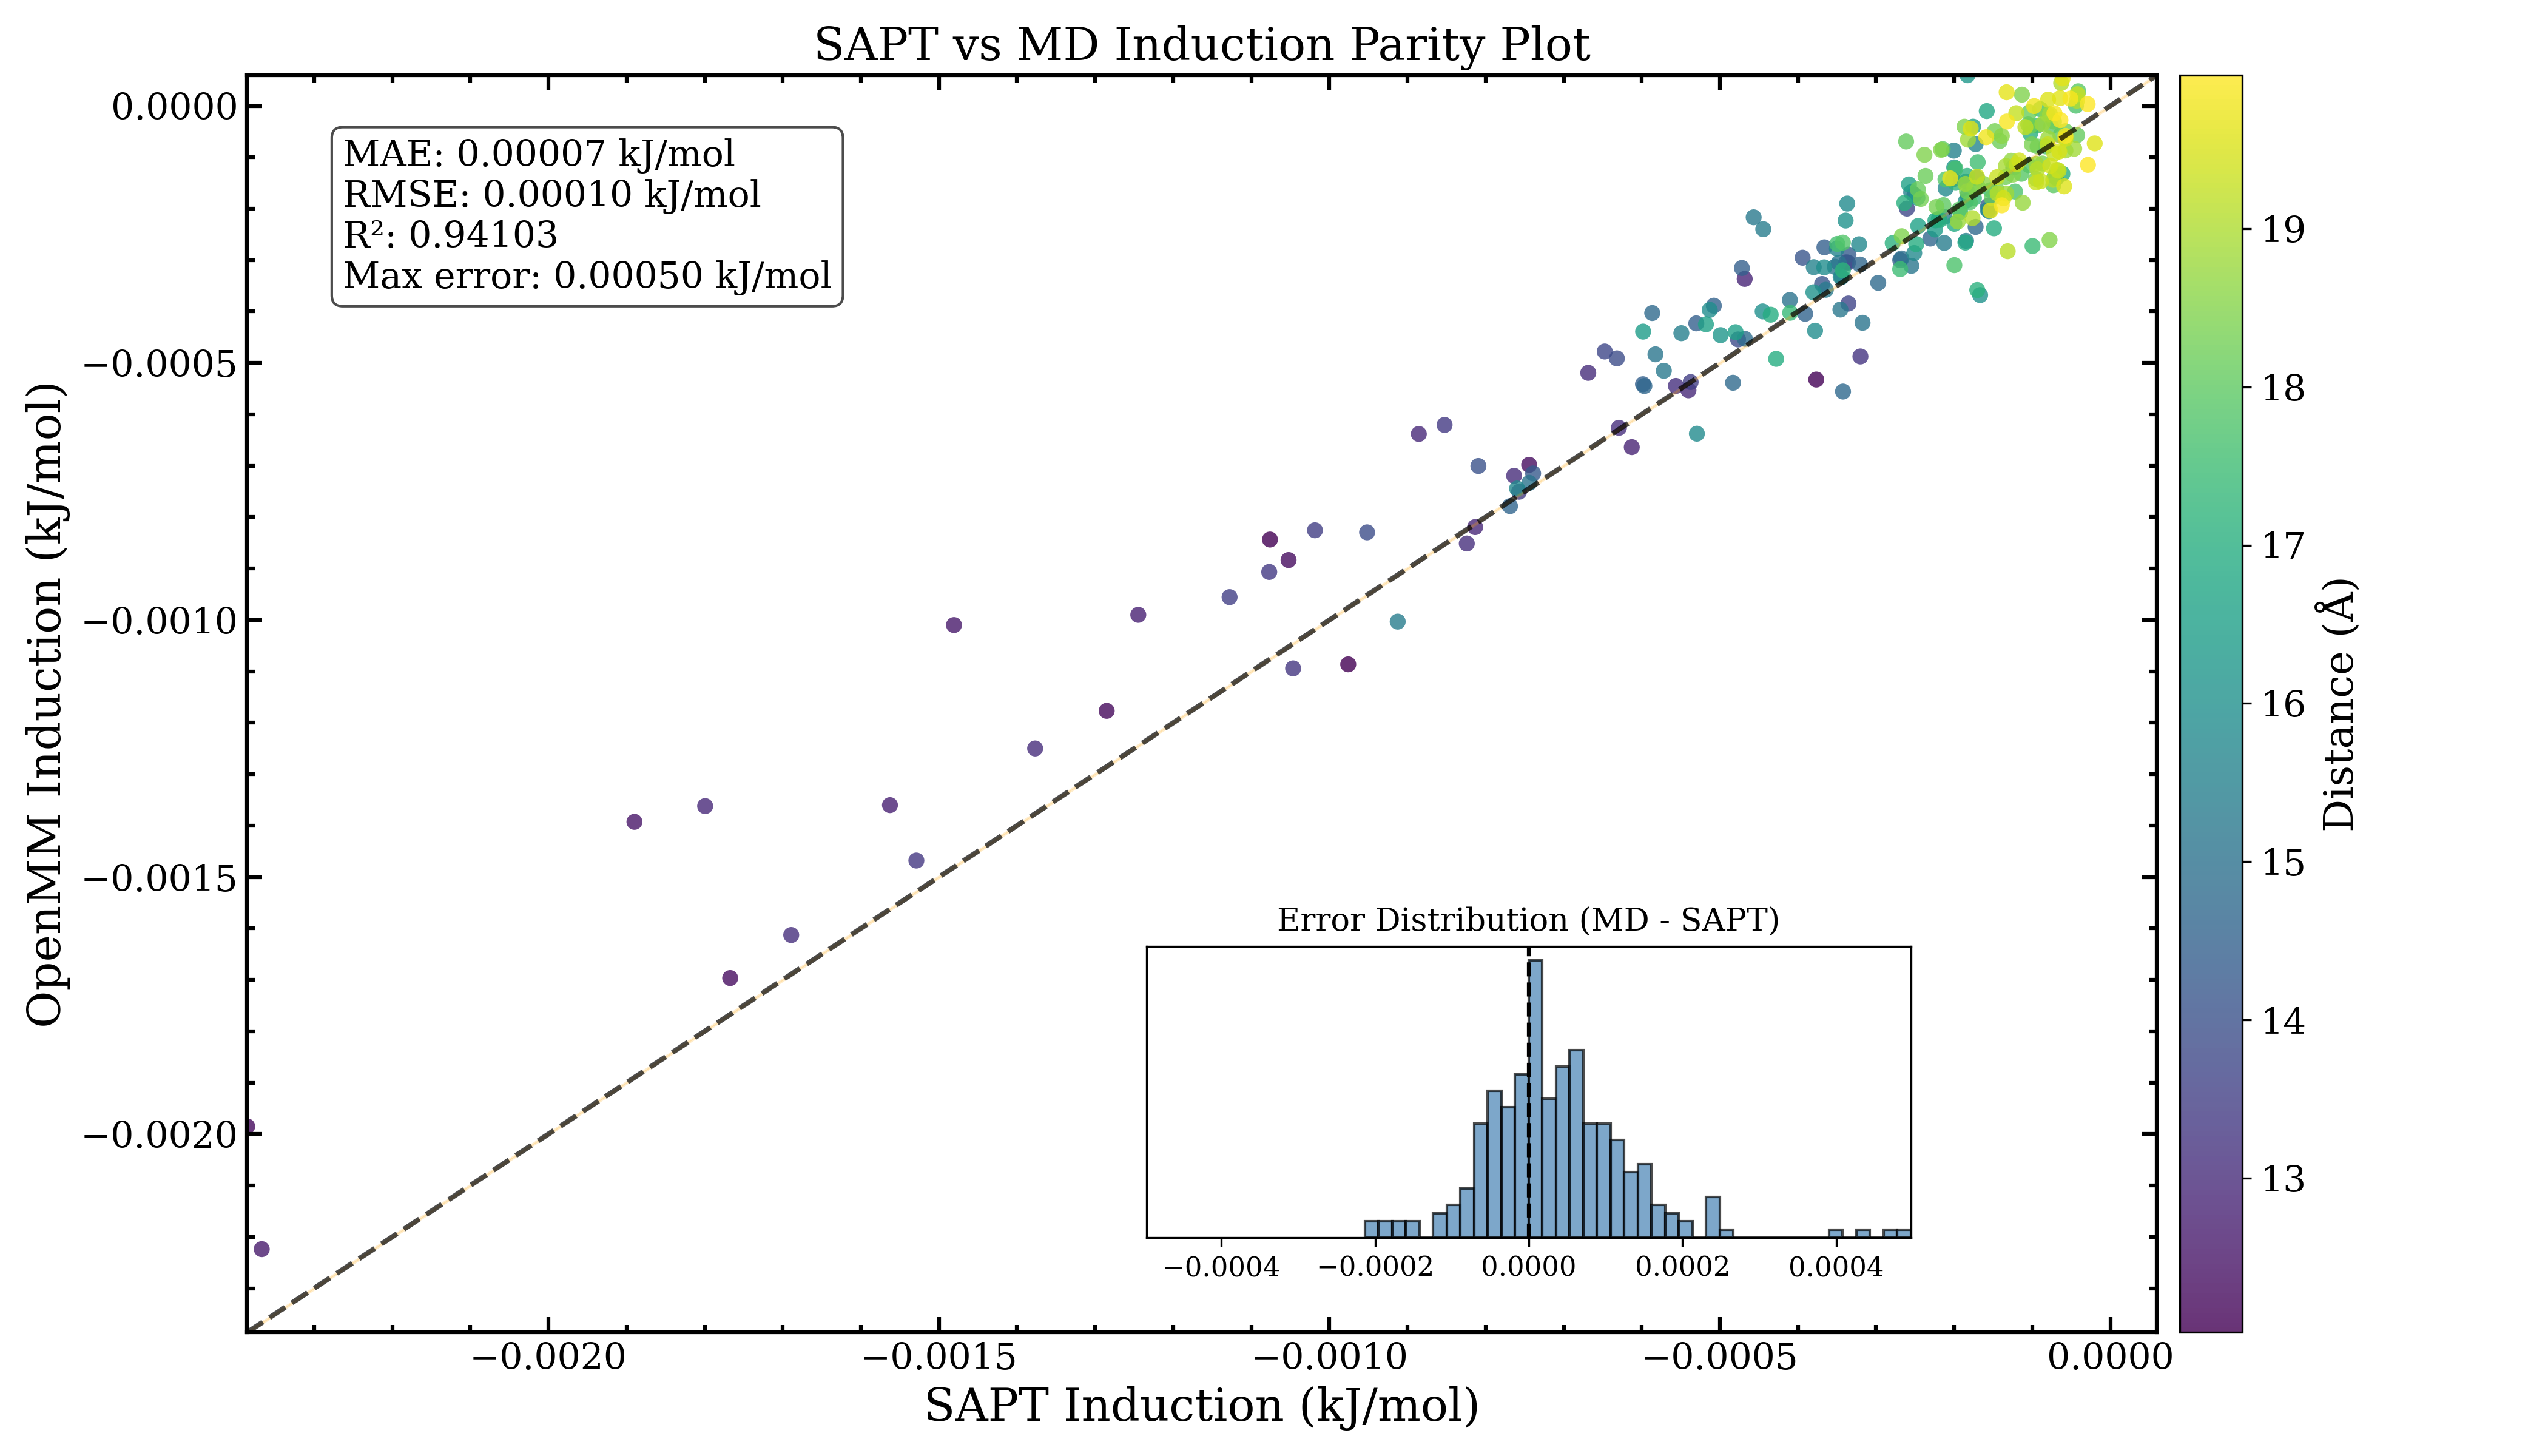 SAPT vs MD Induction Parity Plot
MAE: 0.00007 kJ/mol
RMSE: 0.00010 kJ/mol
R²: 0.94103
Max error: 0.00050 kJ/mol
OpenMM Induction (kJ/mol)
0.0000
−0.0005
−0.0010
−0.0015
−0.0020
Error Distribution (MD - SAPT)
−0.0004 −0.0002 0.0000 0.0002 0.0004
−0.0020 −0.0015 −0.0010 −0.0005 0.0000
SAPT Induction (kJ/mol)
19
18
17
16
15
14
13
Distance (Å)